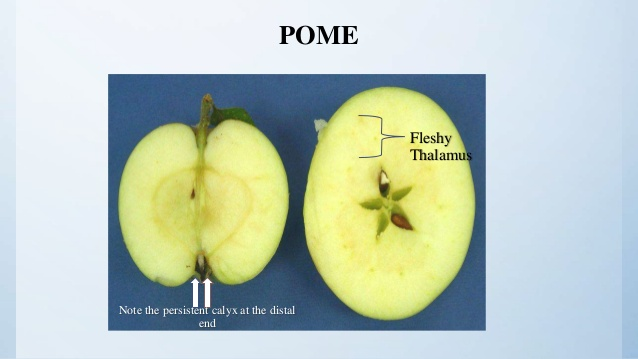 POME
Fleshy
Thalamus
Note the persistent calyx at the distal
end